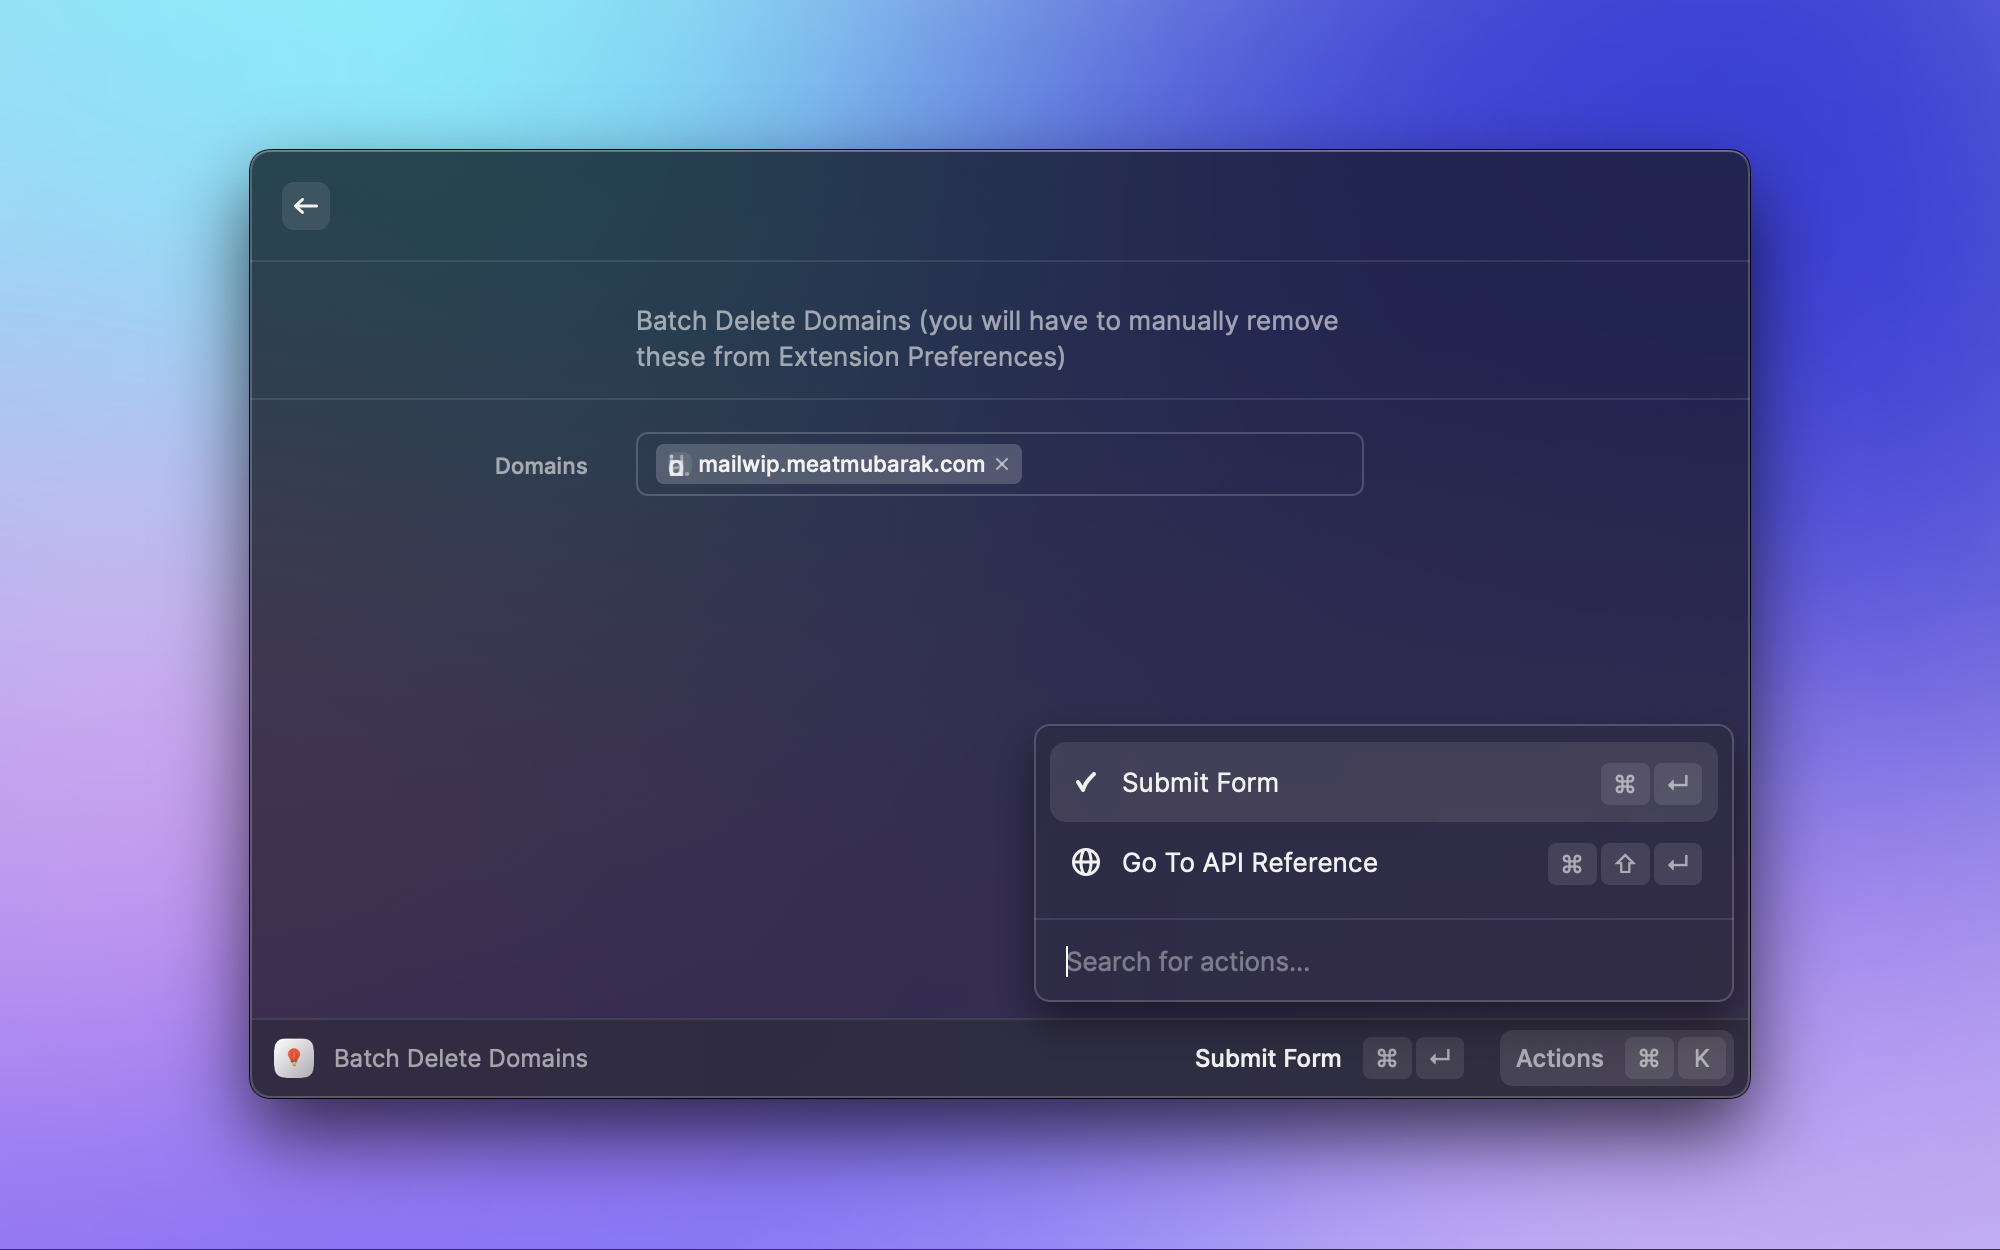 Batch Delete Domains (you will have to manually remove
these from Extension Preferences)
Domains
mailwip.meatmubarak.com
Submit Form ⌘ ↵
Go To API Reference ⌘ ⇧ ↵
Search for actions...
Batch Delete Domains
Submit Form ⌘ ↵
Actions ⌘ K